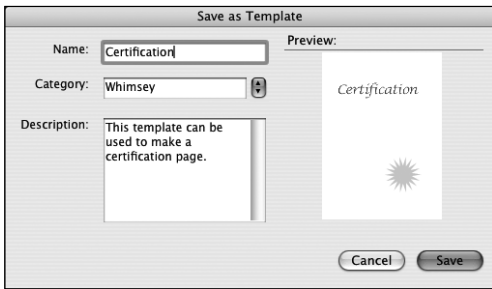 Save as Template
Name: Certification
Preview:
Certification
Category: Whimsey
Description: This template can be
used to make a
certification page.
Cancel Save